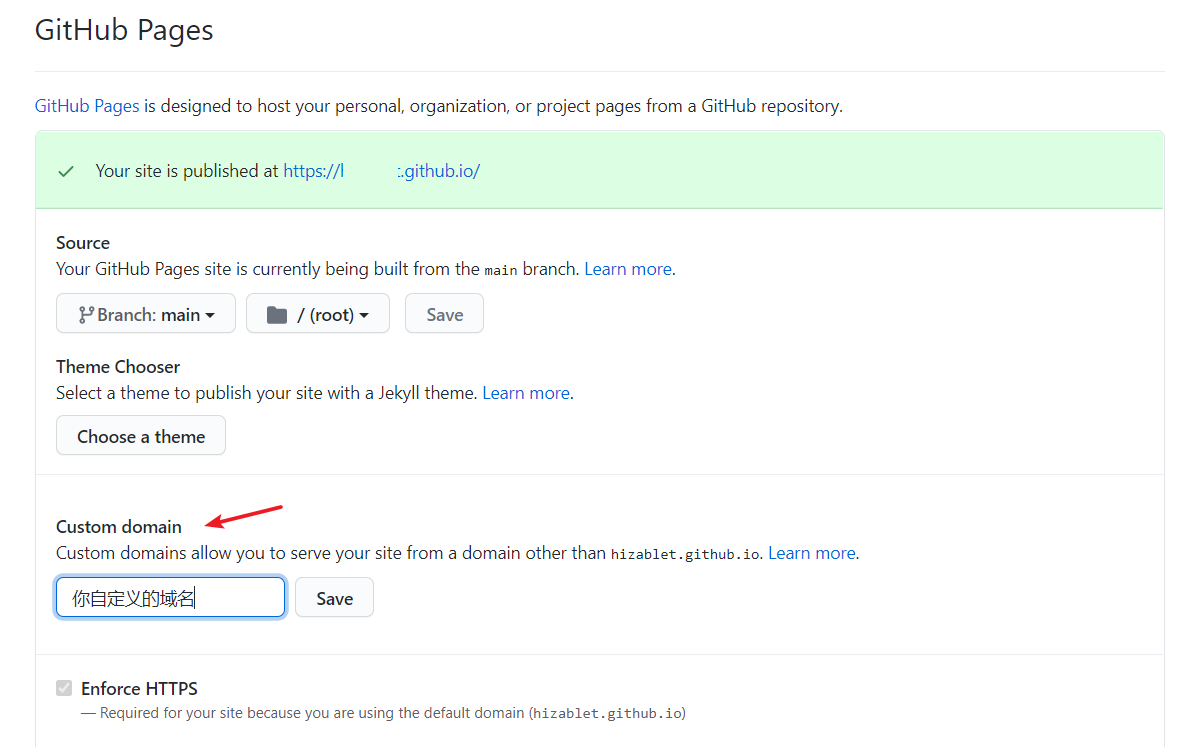 GitHub Pages
GitHub Pages is designed to host your personal, organization, or project pages from a GitHub repository.
Your site is published at https://l .github.io/
Source
Your GitHub Pages site is currently being built from the main branch. Learn more.
Branch: main / (root) Save
Theme Chooser
Select a theme to publish your site with a Jekyll theme. Learn more.
Choose a theme
Custom domain
Custom domains allow you to serve your site from a domain other than hizablet.github.io. Learn more.
你自定义的域名 Save
Enforce HTTPS
— Required for your site because you are using the default domain (hizablet.github.io)